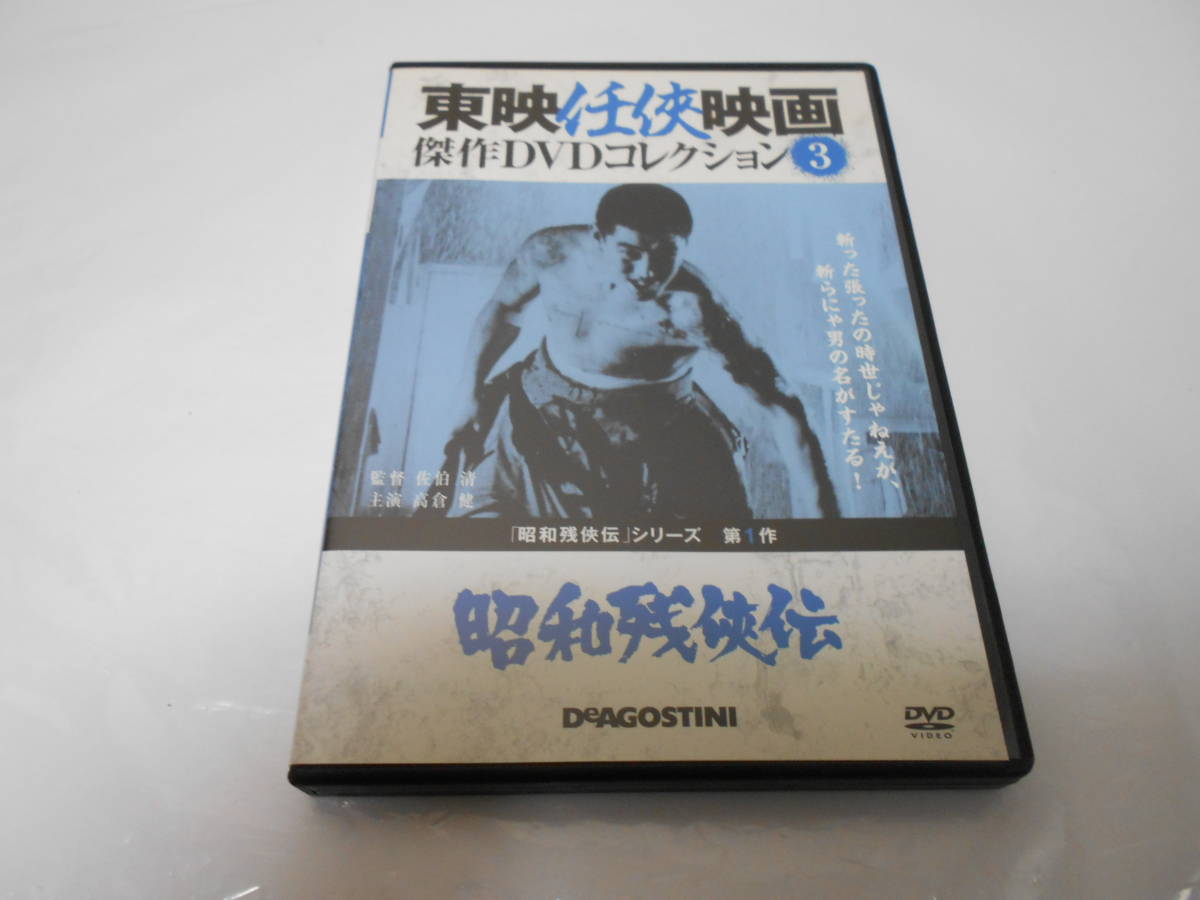 東映任俠映画
傑作DVDコレクション3
斬った張ったの時世じゃねえが、
斬らにゃ男の名がすたる!
監督 佐伯 清
主演 高倉 健
「昭和残俠伝」シリーズ 第1作
昭和残俠伝
DeAGOSTINI
DVD
VIDEO